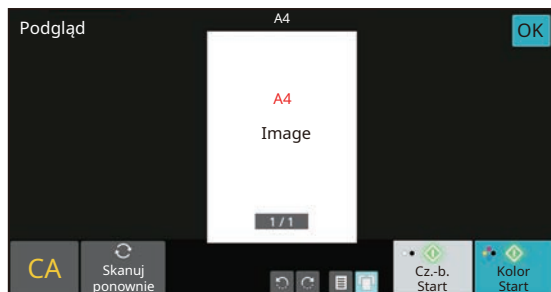 Podgląd
A4
OK
A4
Image
1 / 1
CA
Skanuj
ponownie
Cz.-b.
Start
Kolor
Start